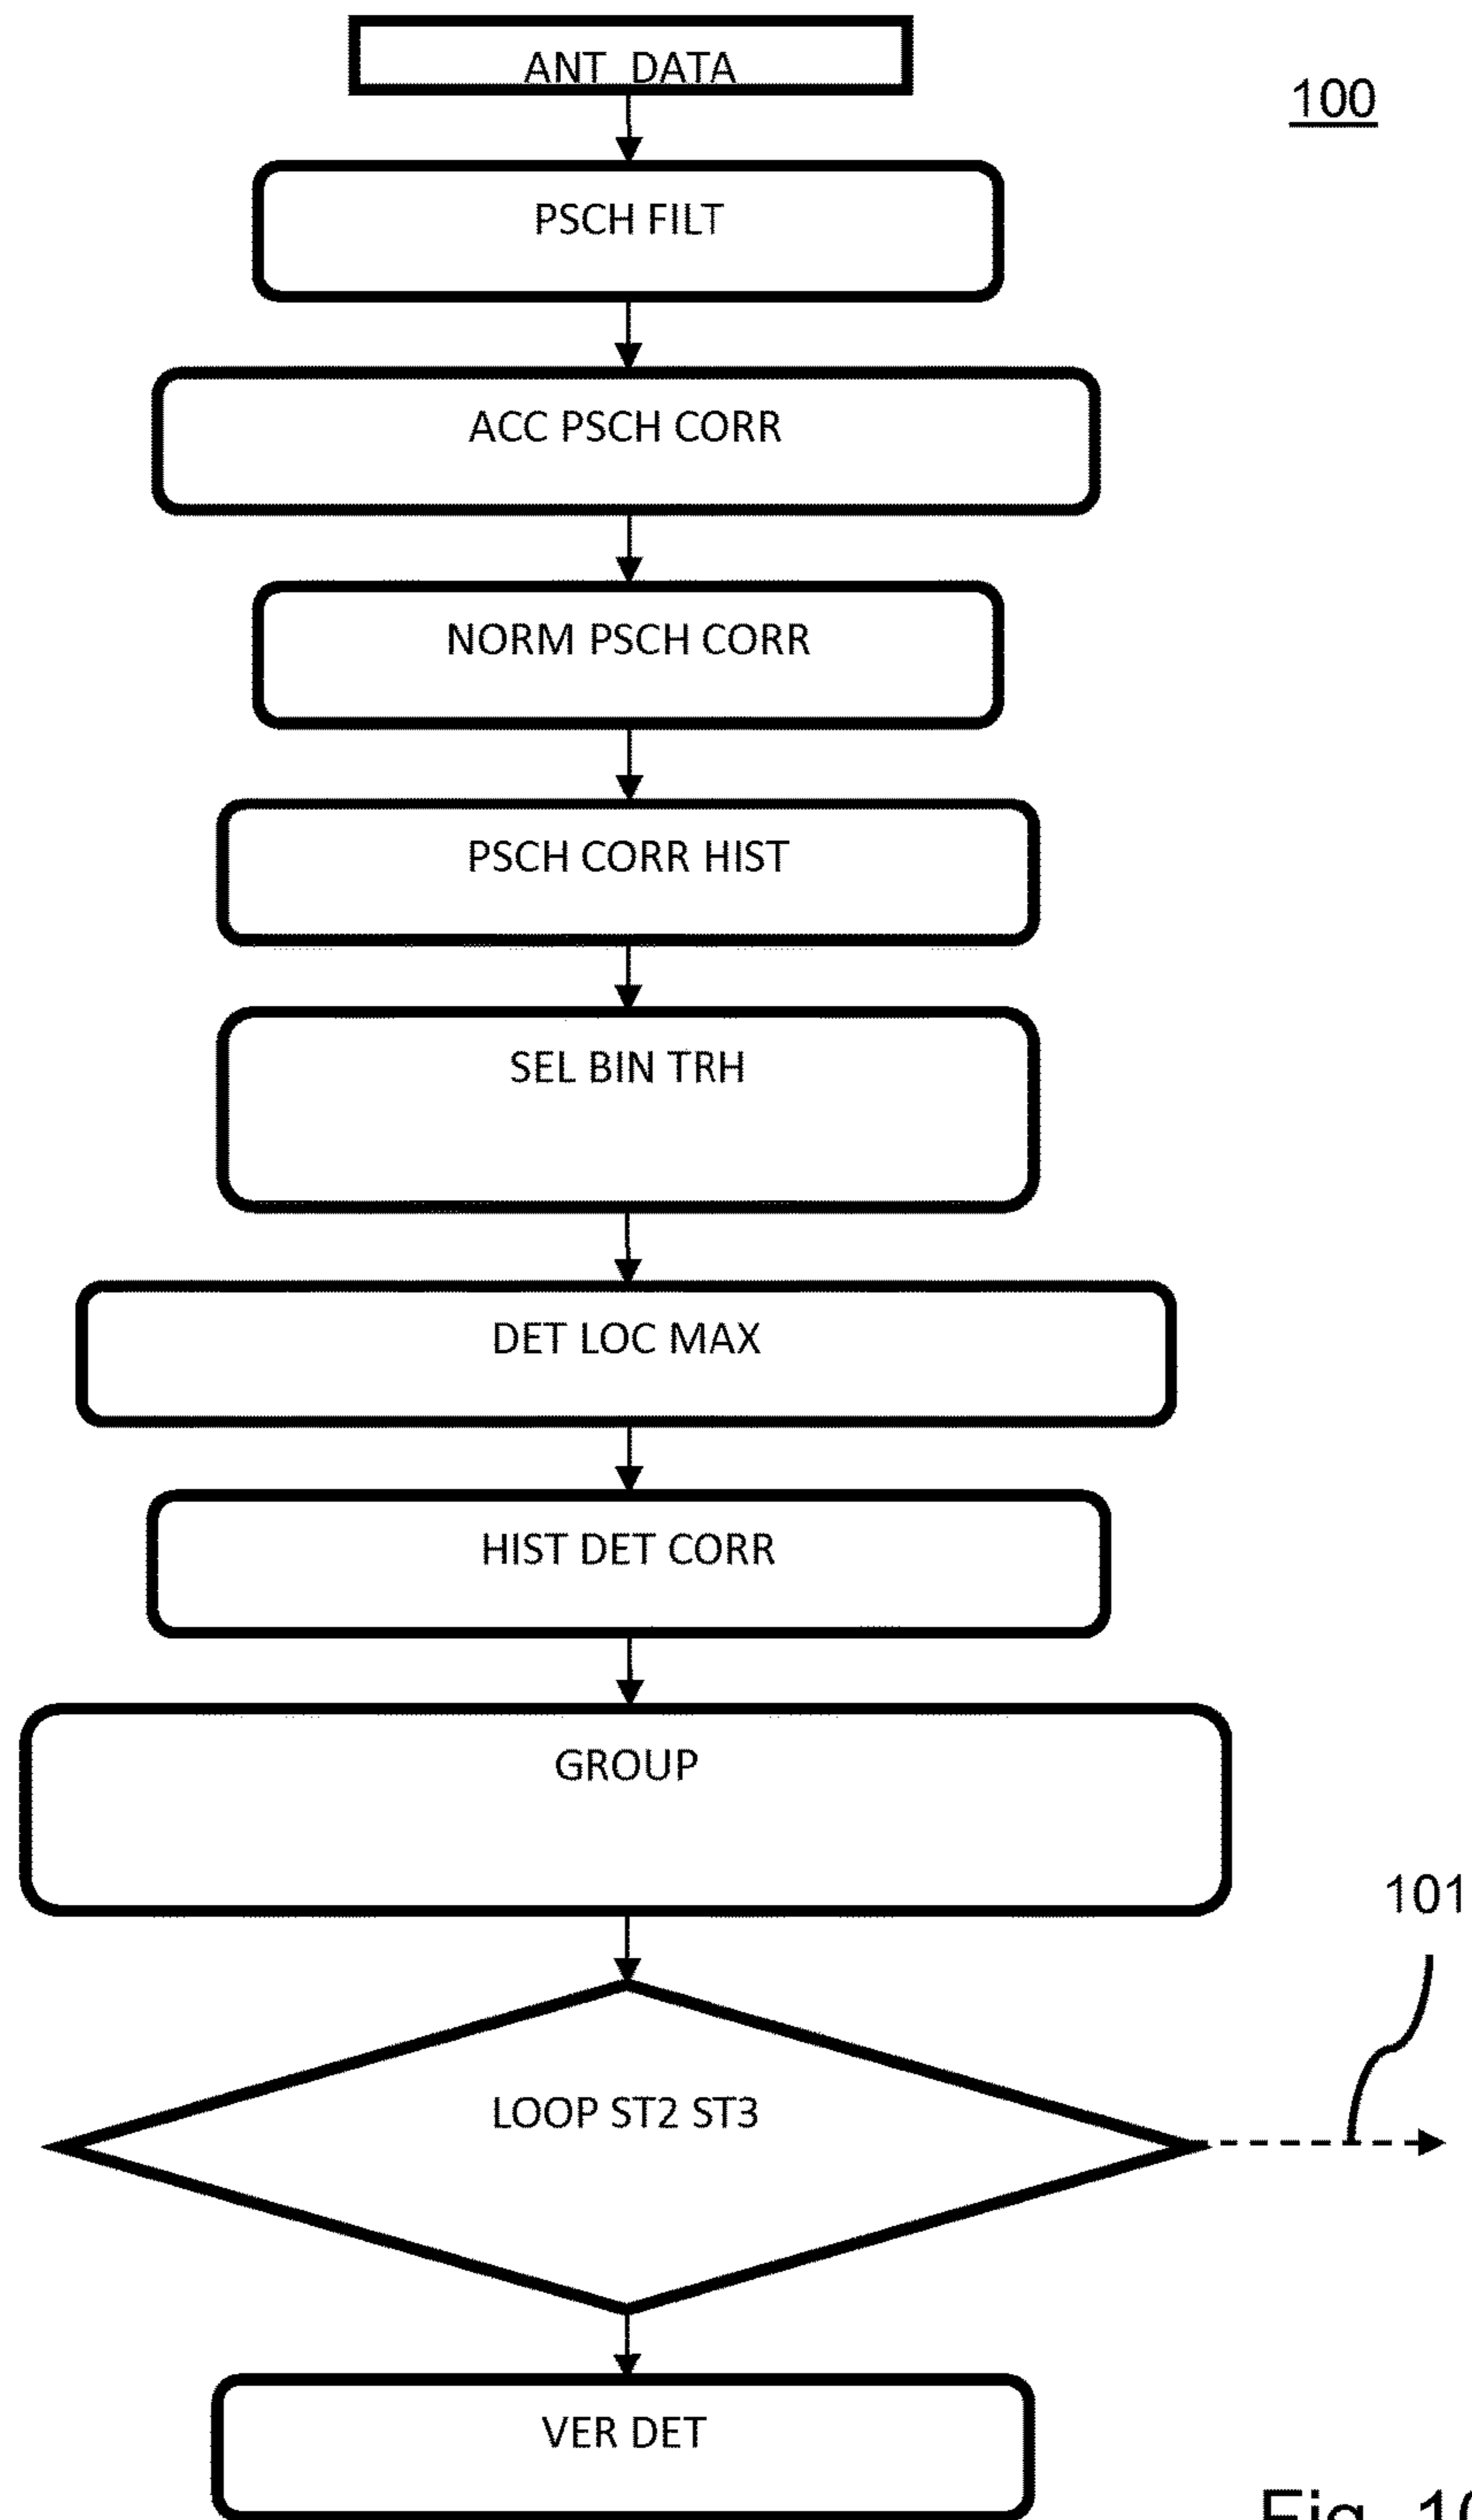 ANT DATA
100
PSCH FILT
ACC PSCH CORR
NORM PSCH CORR
PSCH CORR HIST
SEL BIN TRH
DET LOC MAX
HIST DET CORR
GROUP
101
LOOP ST2 ST3
VER DET
Fig.